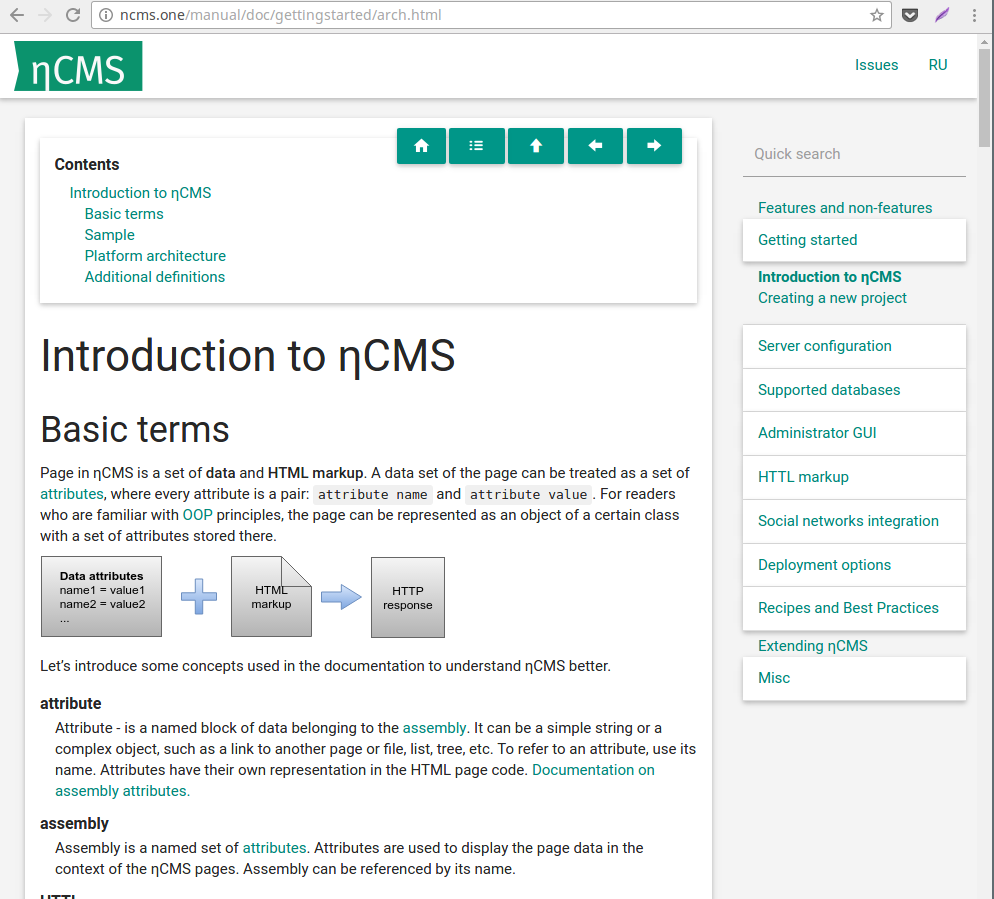 ncms.one/manual/doc/gettingstarted/arch.html
ηCMS
Issues RU
Contents
Introduction to ηCMS
Basic terms
Sample
Platform architecture
Additional definitions
Introduction to ηCMS
Basic terms
Page in ηCMS is a set of data and HTML markup. A data set of the page can be treated as a set of
attributes, where every attribute is a pair: attribute name and attribute value. For readers
who are familiar with OOP principles, the page can be represented as an object of a certain class
with a set of attributes stored there.
Data attributes
name1 = value1
name2 = value2
...
HTML
markup
HTTP
response
Let’s introduce some concepts used in the documentation to understand ηCMS better.
attribute
Attribute - is a named block of data belonging to the assembly. It can be a simple string or a
complex object, such as a link to another page or file, list, tree, etc. To refer to an attribute, use its
name. Attributes have their own representation in the HTML page code. Documentation on
assembly attributes.
assembly
Assembly is a named set of attributes. Attributes are used to display the page data in the
context of the ηCMS pages. Assembly can be referenced by its name.
Quick search
Features and non-features
Getting started
Introduction to ηCMS
Creating a new project
Server configuration
Supported databases
Administrator GUI
HTTL markup
Social networks integration
Deployment options
Recipes and Best Practices
Extending ηCMS
Misc